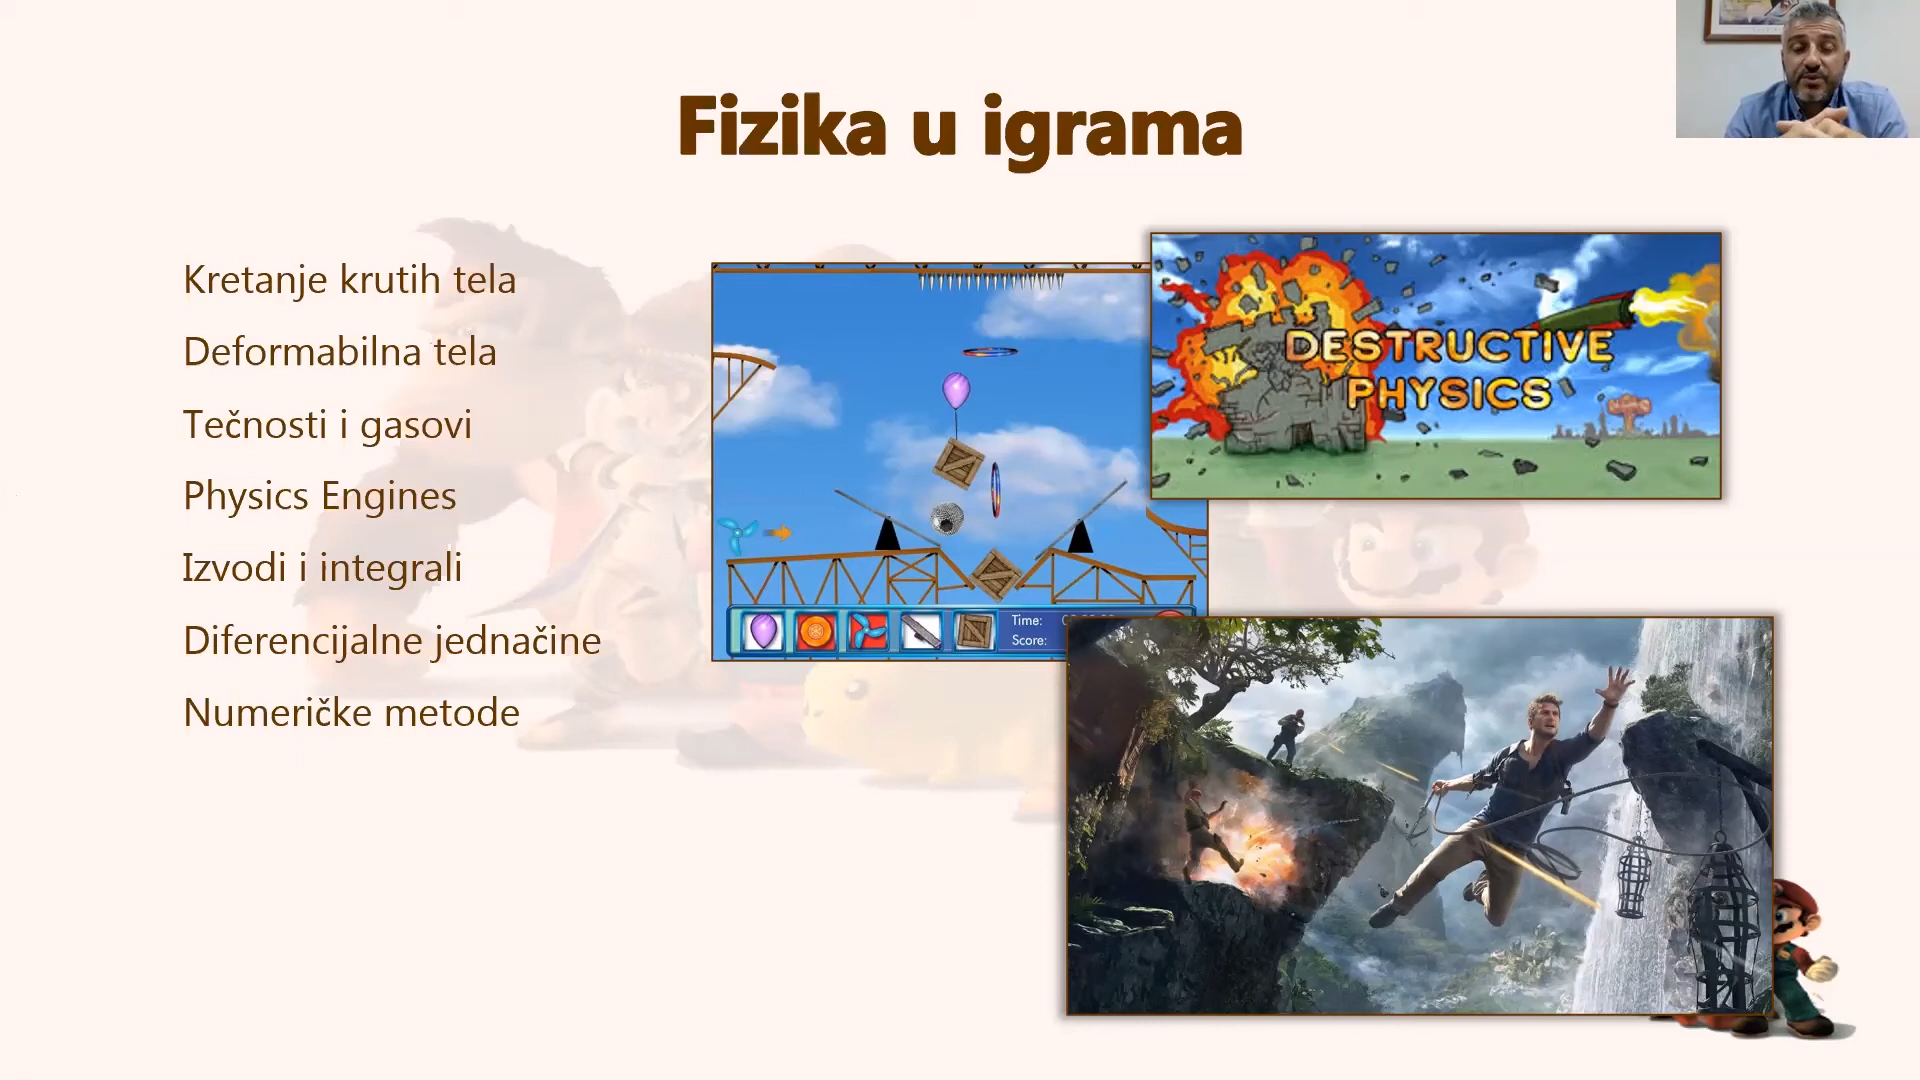 Fizika u igrama
Kretanje krutih tela
Deformabilna tela
Tečnosti i gasovi
Physics Engines
Izvodi i integrali
Diferencijalne jednačine
Numeričke metode
DESTRUCTIVE
PHYSICS
Time:
Score: